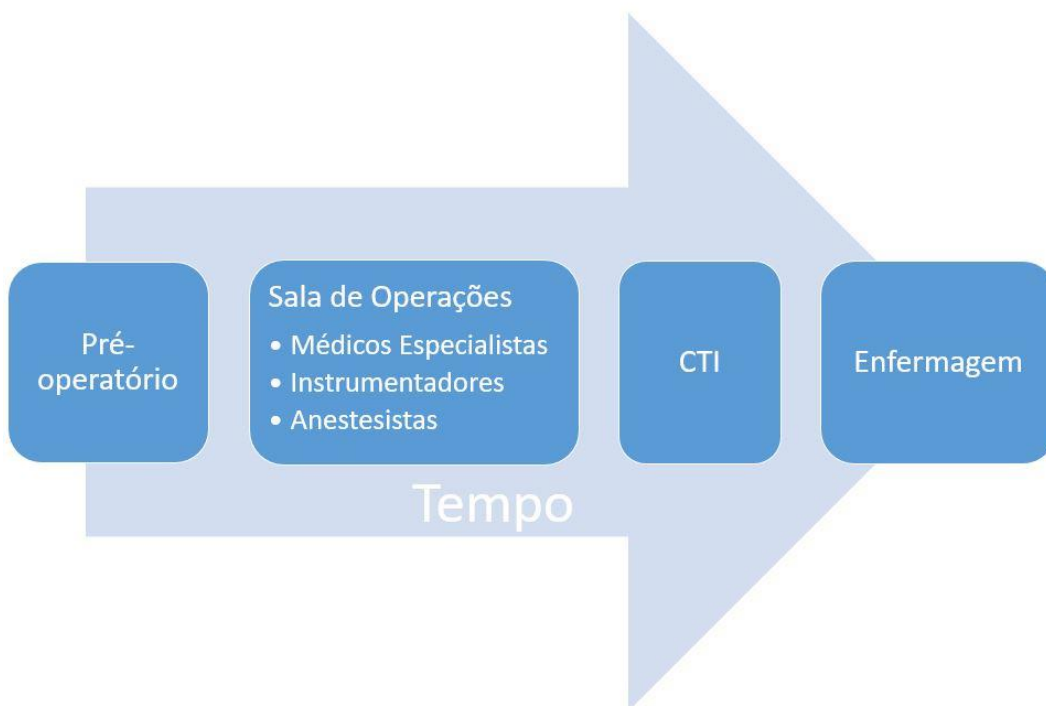 Pré-
operatório
Sala de Operações
• Médicos Especialistas
• Instrumentadores
• Anestesistas
CTI
Enfermagem
Tempo